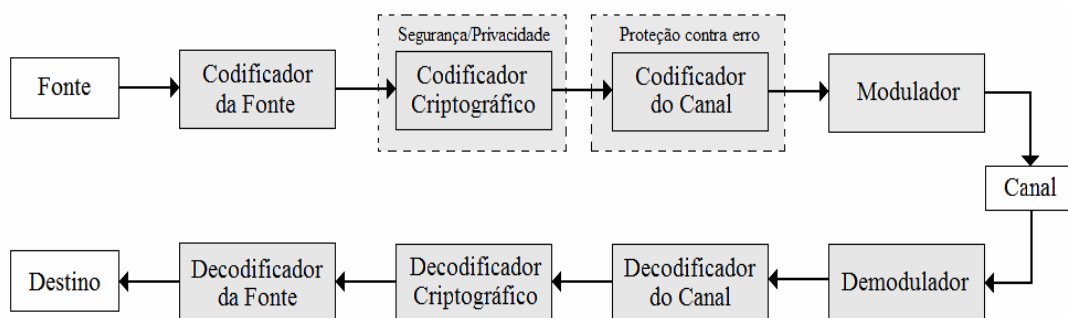 Segurança/Privacidade
Proteção contra erro
Fonte
Codificador
da Fonte
Codificador
Criptográfico
Codificador
do Canal
Modulador
Canal
Destino
Decodificador
da Fonte
Decodificador
Criptográfico
Decodificador
do Canal
Demodulador